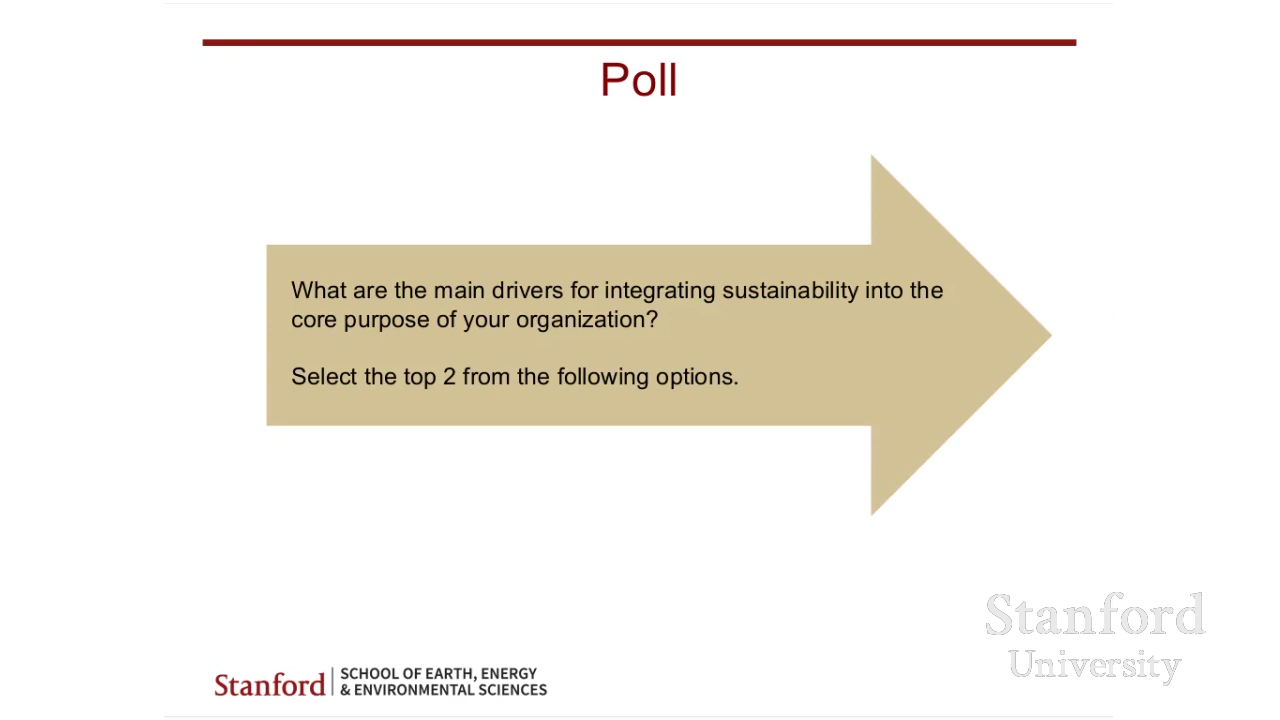 Poll
What are the main drivers for integrating sustainability into the
core purpose of your organization?
Select the top 2 from the following options.
Stanford
University
Stanford
SCHOOL OF EARTH, ENERGY
& ENVIRONMENTAL SCIENCES